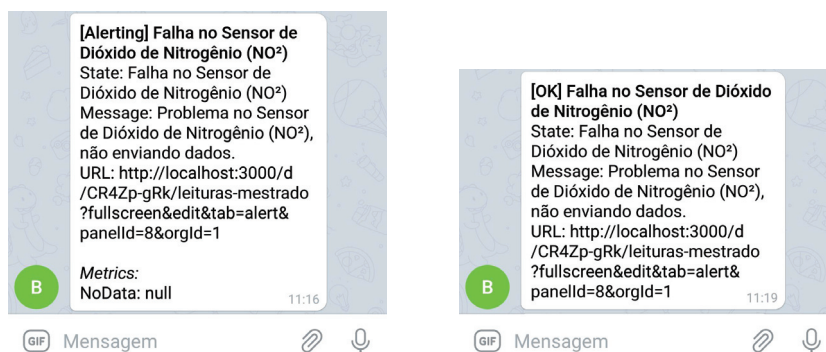 [Alerting] Falha no Sensor de
Dióxido de Nitrogênio (NO²)
State: Falha no Sensor de
Dióxido de Nitrogênio (NO²)
Message: Problema no Sensor
de Dióxido de Nitrogênio (NO²),
não enviando dados.
URL: http://localhost:3000/d
/CR4Zp-gRk/leituras-mestrado
?fullscreen&edit&tab=alert&
panelId=8&orgId=1
Metrics:
NoData: null
11:16
B
GIF Mensagem
[OK] Falha no Sensor de Dióxido
de Nitrogênio (NO²)
State: Falha no Sensor de
Dióxido de Nitrogênio (NO²)
Message: Problema no Sensor
de Dióxido de Nitrogênio (NO²),
não enviando dados.
URL: http://localhost:3000/d
/CR4Zp-gRk/leituras-mestrado
?fullscreen&edit&tab=alert&
panelId=8&orgId=1
11:19
B
GIF Mensagem